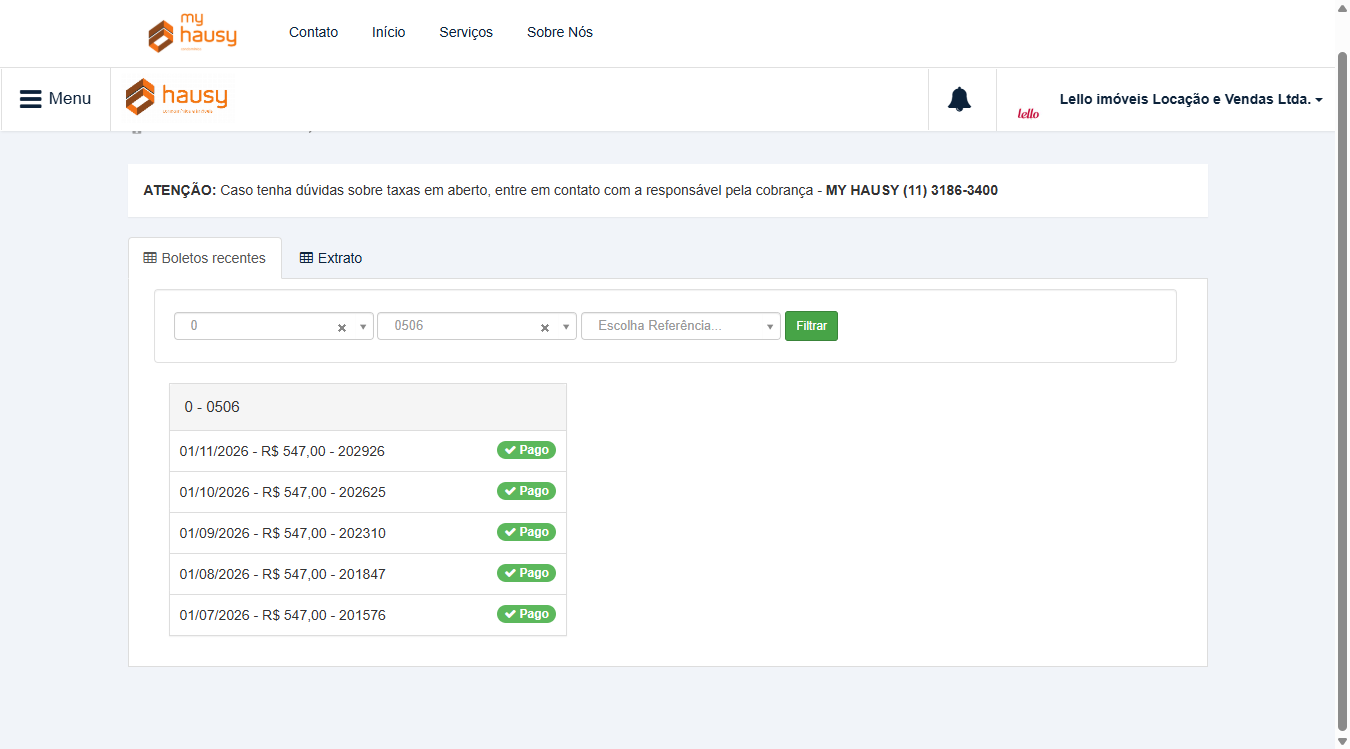 my
hausy
Contato
Início
Serviços
Sobre Nós
Menu
hausy
lello
Lello imóveis Locação e Vendas Ltda.
ATENÇÃO: Caso tenha dúvidas sobre taxas em aberto, entre em contato com a responsável pela cobrança - MY HAUSY (11) 3186-3400
Boletos recentes
Extrato
0
0506
Escolha Referência...
Filtrar
0 - 0506
01/11/2026 - R$ 547,00 - 202926 Pago
01/10/2026 - R$ 547,00 - 202625 Pago
01/09/2026 - R$ 547,00 - 202310 Pago
01/08/2026 - R$ 547,00 - 201847 Pago
01/07/2026 - R$ 547,00 - 201576 Pago